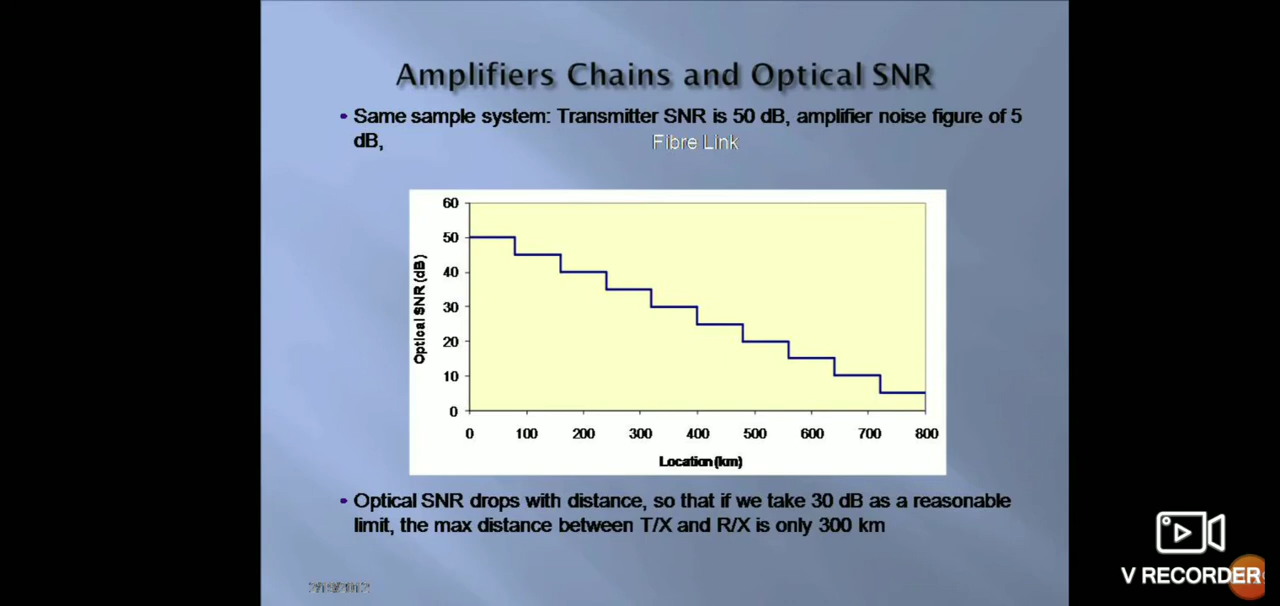 Amplifiers Chains and Optical SNR
• Same sample system: Transmitter SNR is 50 dB, amplifier noise figure of 5
dB,
Fibre Link
60
50
40
30
20
10
0
Optical SNR (dB)
0 100 200 300 400 500 600 700 800
Location (km)
• Optical SNR drops with distance, so that if we take 30 dB as a reasonable
limit, the max distance between T/X and R/X is only 300 km
V RECORDER